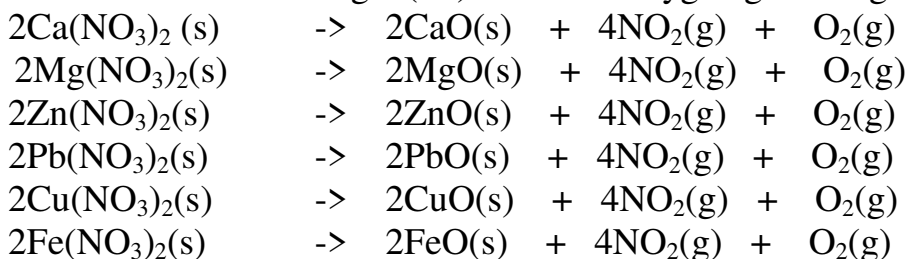 2Ca(NO₃)₂ (s) -> 2CaO(s) + 4NO₂(g) + O₂(g)
2Mg(NO₃)₂(s) -> 2MgO(s) + 4NO₂(g) + O₂(g)
2Zn(NO₃)₂(s) -> 2ZnO(s) + 4NO₂(g) + O₂(g)
2Pb(NO₃)₂(s) -> 2PbO(s) + 4NO₂(g) + O₂(g)
2Cu(NO₃)₂(s) -> 2CuO(s) + 4NO₂(g) + O₂(g)
2Fe(NO₃)₂(s) -> 2FeO(s) + 4NO₂(g) + O₂(g)